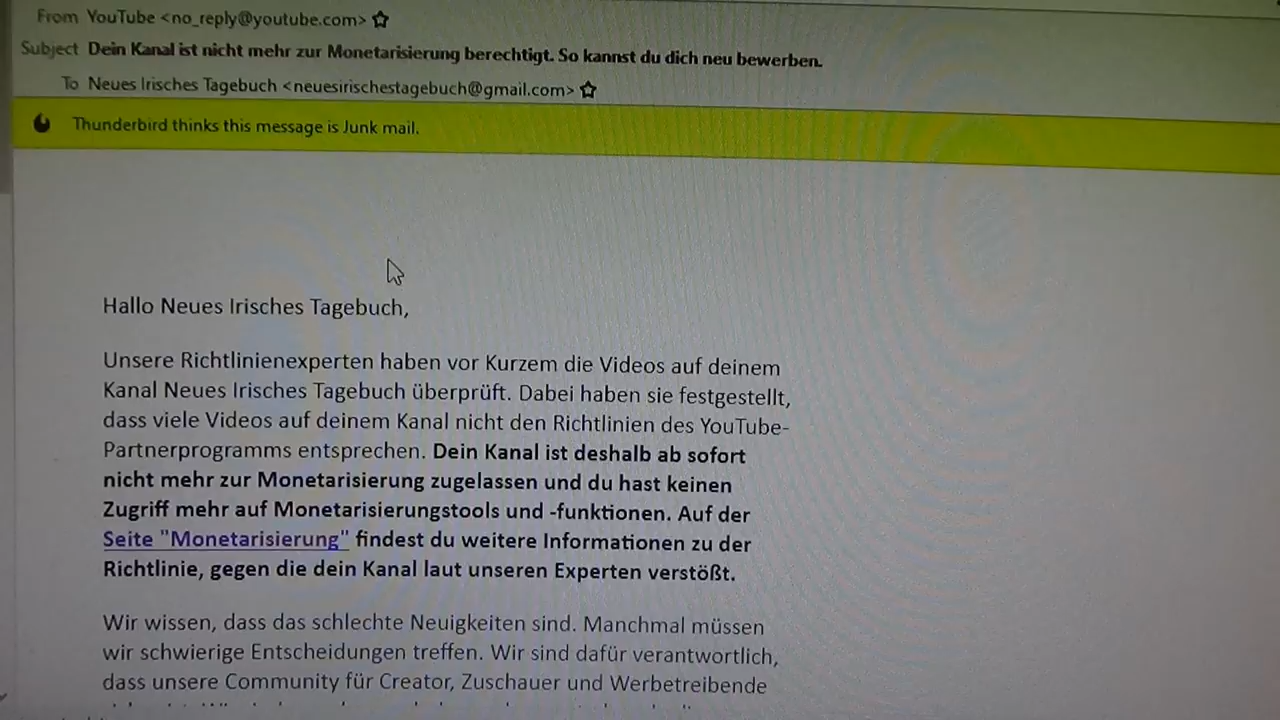 From YouTube <no_reply@youtube.com>
Subject Dein Kanal ist nicht mehr zur Monetarisierung berechtigt. So kannst du dich neu bewerben.
To Neues Irisches Tagebuch <neuesirischestagebuch@gmail.com>
Thunderbird thinks this message is Junk mail.
Hallo Neues Irisches Tagebuch,
Unsere Richtlinienexperten haben vor Kurzem die Videos auf deinem
Kanal Neues Irisches Tagebuch überprüft. Dabei haben sie festgestellt,
dass viele Videos auf deinem Kanal nicht den Richtlinien des YouTube-
Partnerprogramms entsprechen. Dein Kanal ist deshalb ab sofort
nicht mehr zur Monetarisierung zugelassen und du hast keinen
Zugriff mehr auf Monetarisierungstools und -funktionen. Auf der
Seite "Monetarisierung" findest du weitere Informationen zu der
Richtlinie, gegen die dein Kanal laut unseren Experten verstößt.
Wir wissen, dass das schlechte Neuigkeiten sind. Manchmal müssen
wir schwierige Entscheidungen treffen. Wir sind dafür verantwortlich,
dass unsere Community für Creator, Zuschauer und Werbetreibende